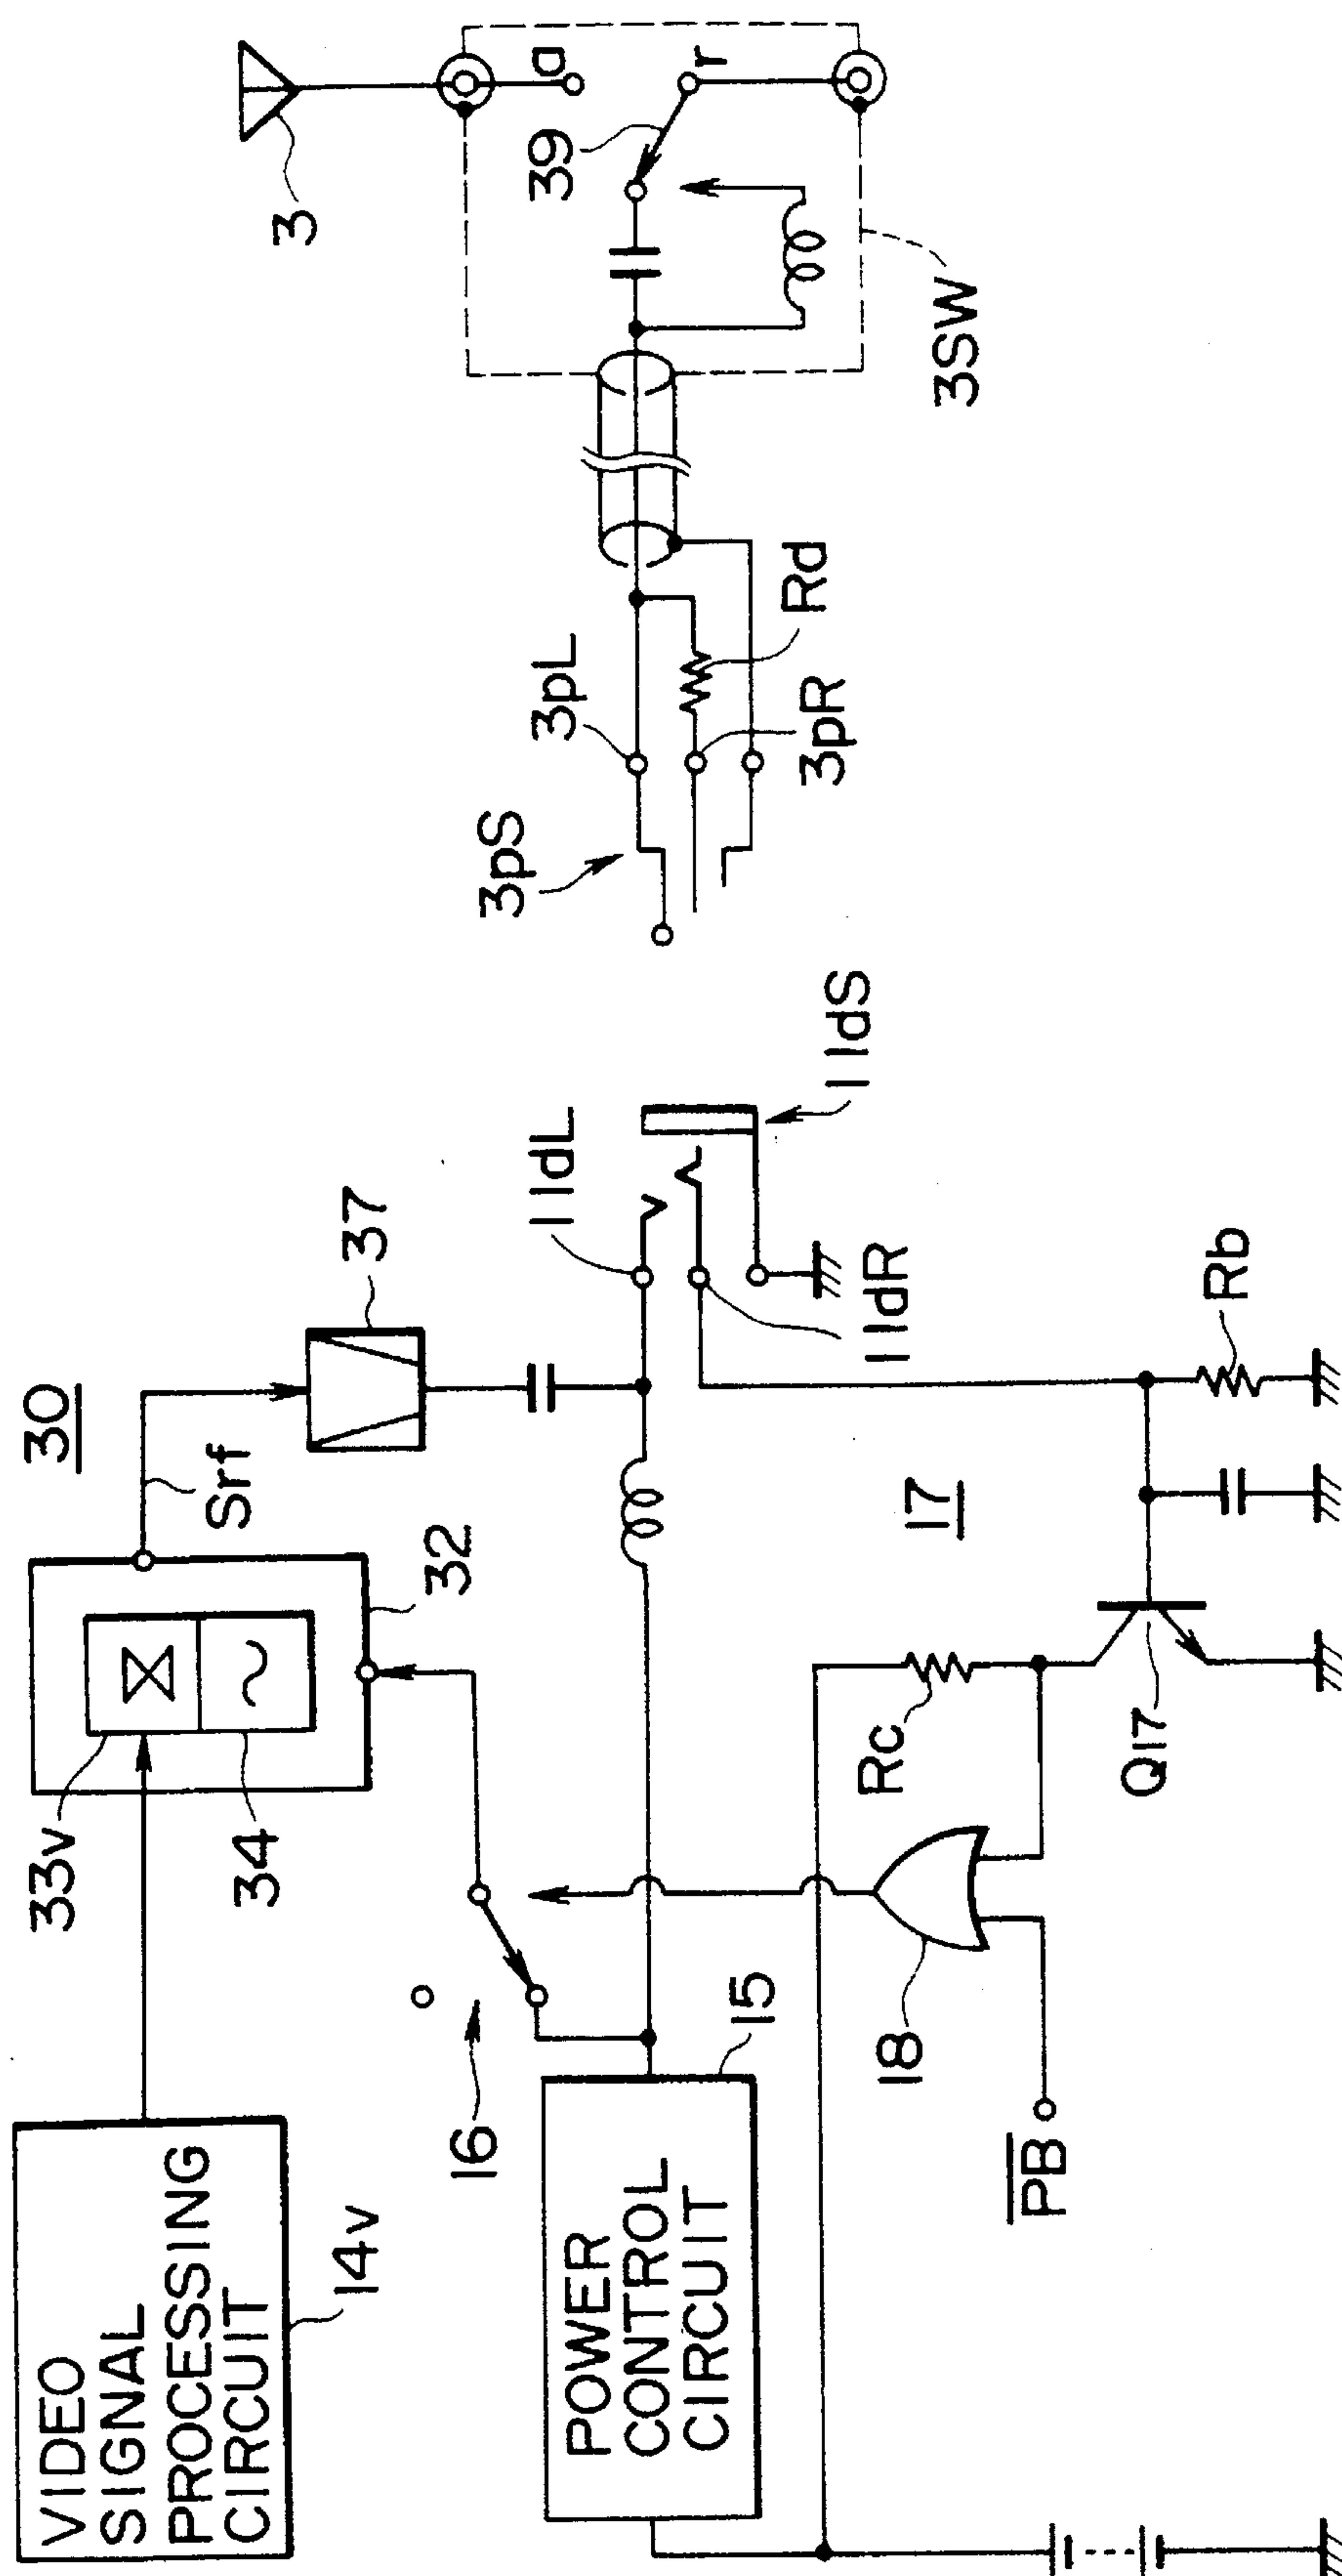 VIDEO
SIGNAL
PROCESSING
CIRCUIT
14v
33v
34
32
Srf
30
37
16
POWER
CONTROL
CIRCUIT
15
18
PB
Rc
Q17
17
Rb
11dL
11dR
11dS
3pS
3pL
3pR
Rd
3
39
a
r
3SW